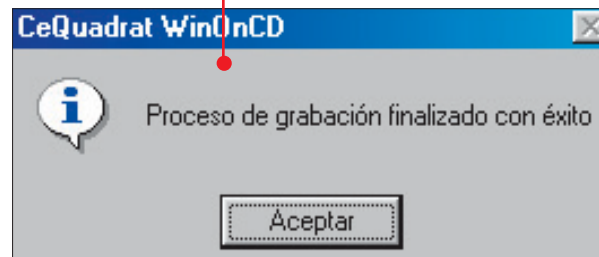 CeQuadrat WinOnCD
Proceso de grabación finalizado con éxito
Aceptar